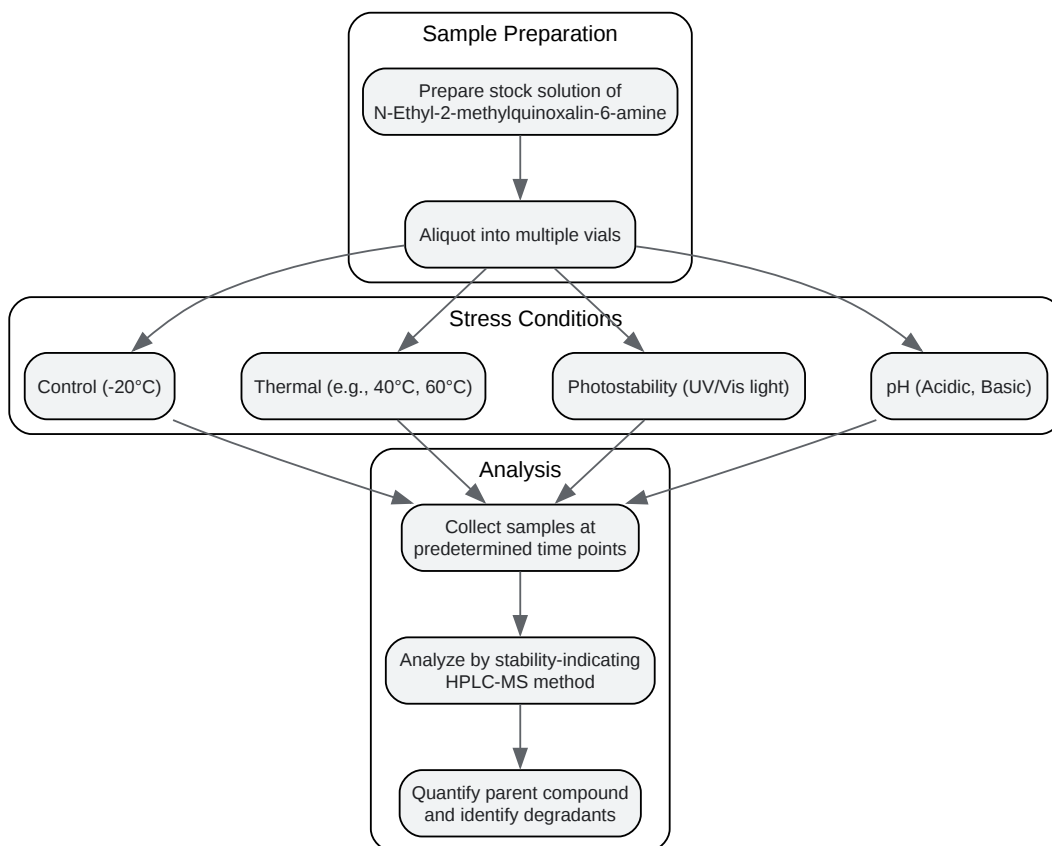 Sample Preparation
Prepare stock solution of
N-Ethyl-2-methylquinoxalin-6-amine
Aliquot into multiple vials
Stress Conditions
Control (-20°C)
Thermal (e.g., 40°C, 60°C)
Photostability (UV/Vis light)
pH (Acidic, Basic)
Analysis
Collect samples at
predetermined time points
Analyze by stability-indicating
HPLC-MS method
Quantify parent compound
and identify degradants